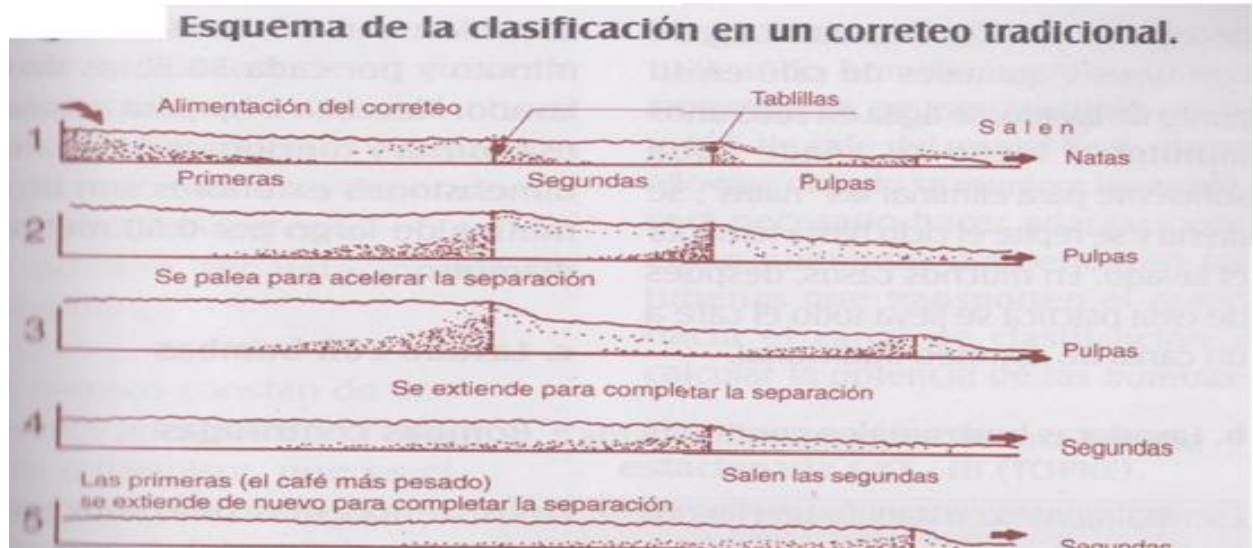 Esquema de la clasificación en un correteo tradicional.
Alimentación del correteo
Tablillas
Salen
1
Natas
Primeras
Segundas
Pulpas
2
Pulpas
Se palea para acelerar la separación
3
Pulpas
Se extiende para completar la separación
4
Segundas
Salen las segundas
Las primeras (el café más pesado)
se extiende de nuevo para completar la separación
5
Segundas